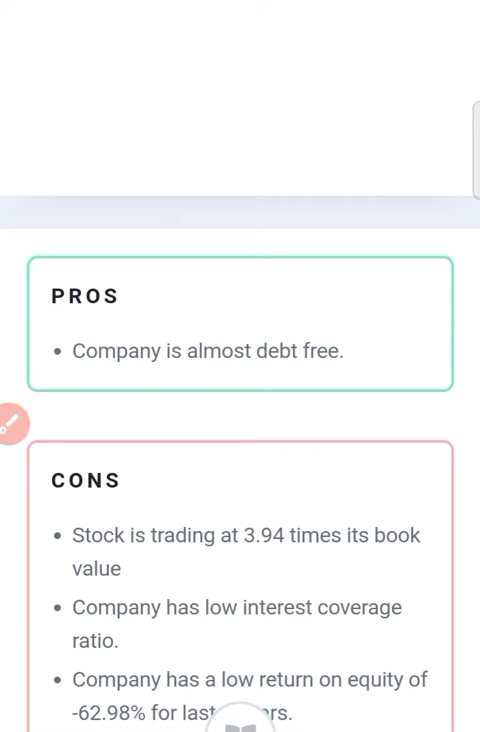 PROS
Company is almost debt free.
CONS
Stock is trading at 3.94 times its book
value
Company has low interest coverage
ratio.
Company has a low return on equity of
-62.98% for last